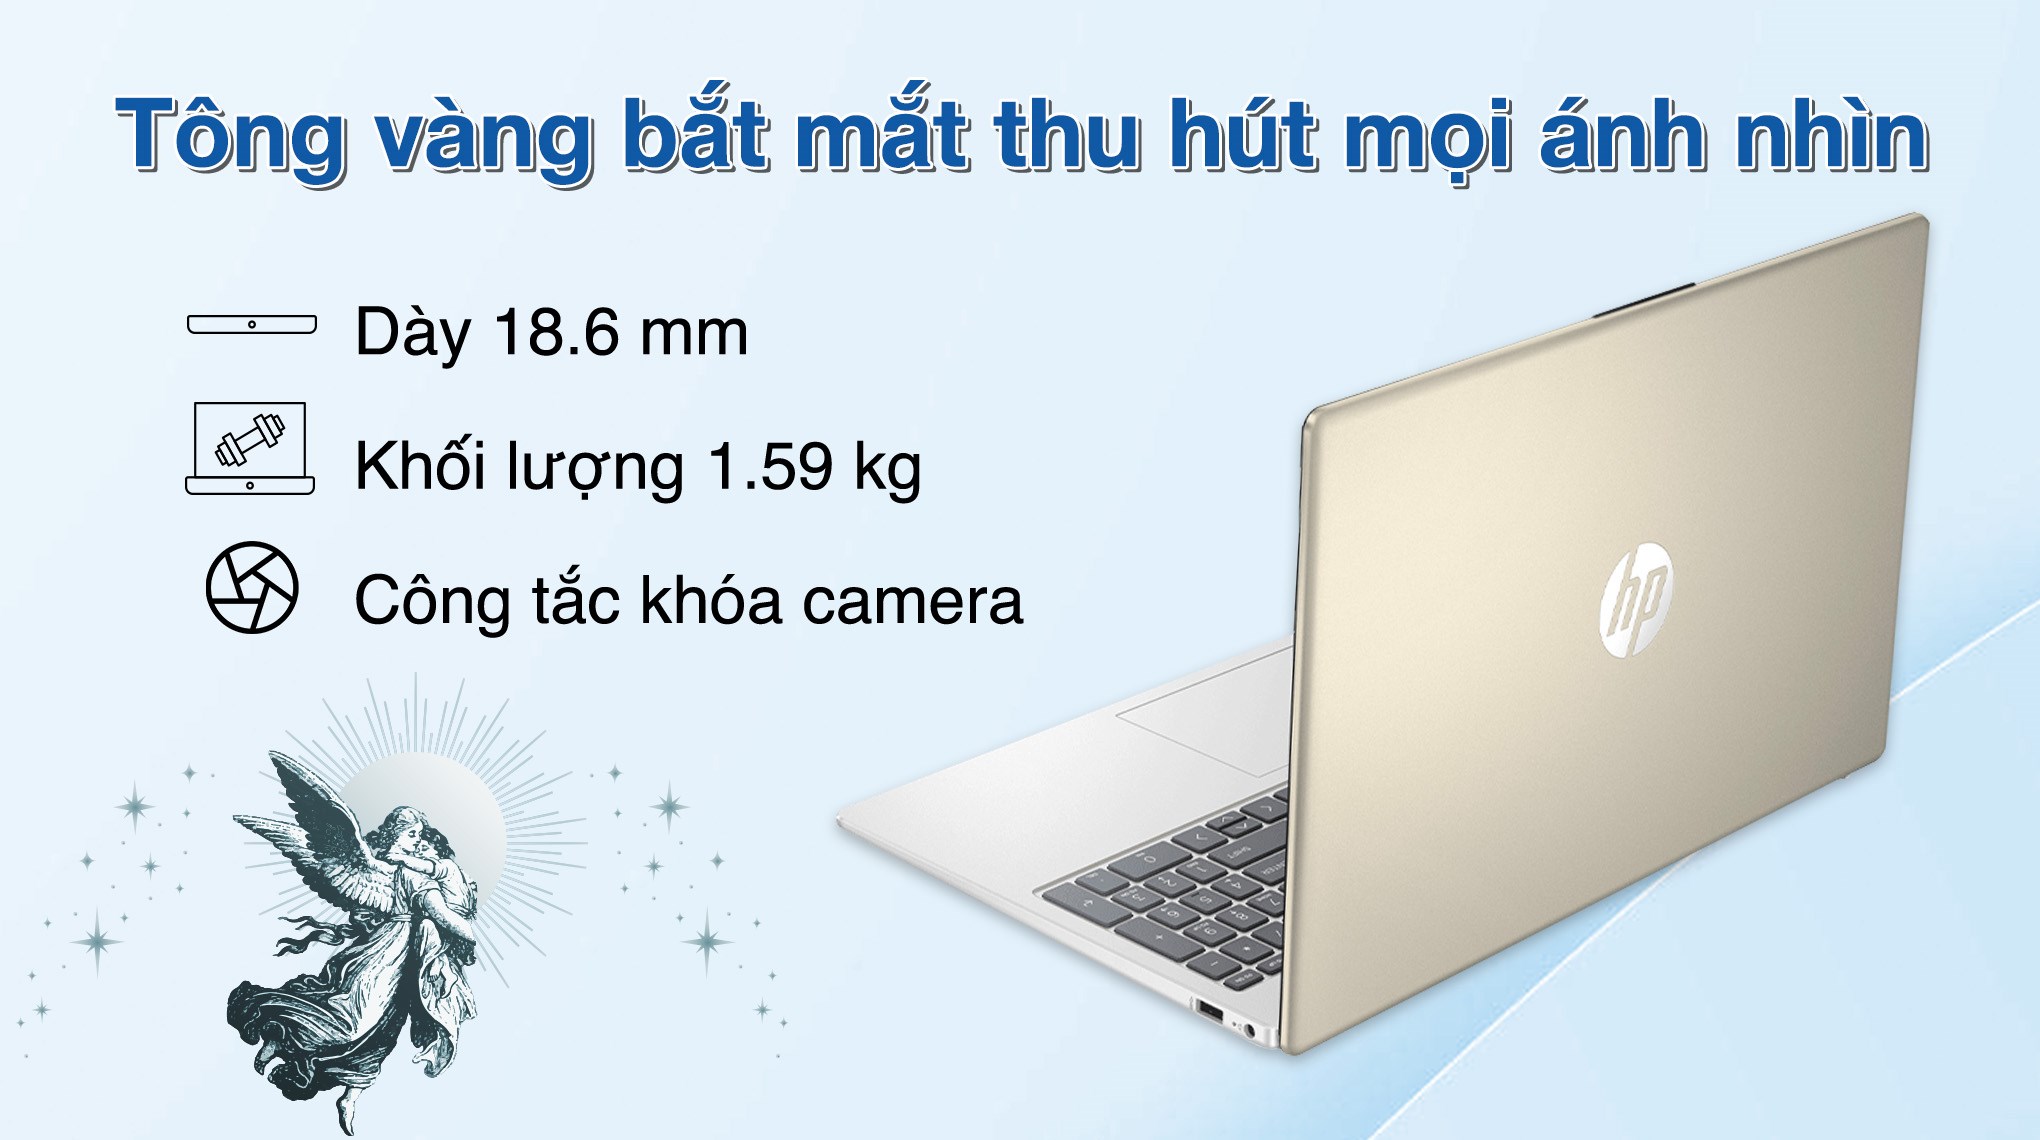 Tông vàng bắt mắt thu hút mọi ánh nhìn
Dày 18.6 mm
Khối lượng 1.59 kg
Công tắc khóa camera
hp